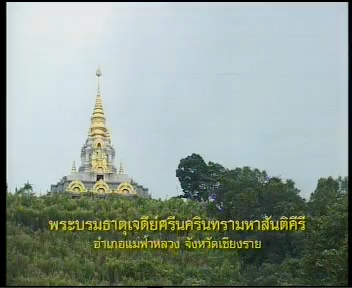 พระบรมธาตุเจดีย์ศรีนครินทรามหาสันติคีรี
อำเภอแม่ฟ้าหลวง จังหวัดเชียงราย